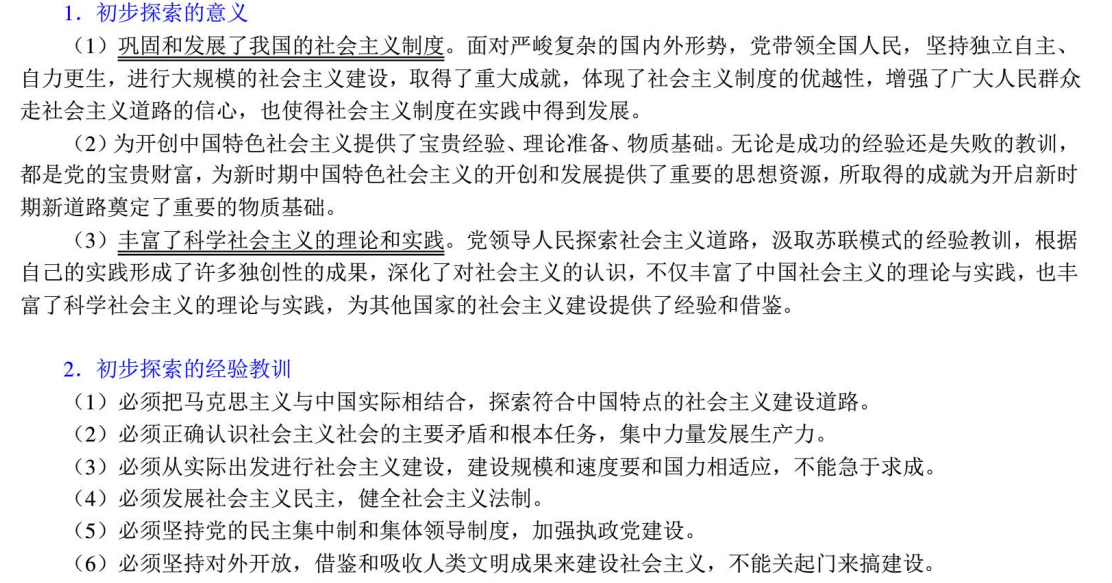 1．初步探索的意义
（1）巩固和发展了我国的社会主义制度。面对严峻复杂的国内外形势，党带领全国人民，坚持独立自主、
自力更生，进行大规模的社会主义建设，取得了重大成就，体现了社会主义制度的优越性，增强了广大人民群众
走社会主义道路的信心，也使得社会主义制度在实践中得到发展。
（2）为开创中国特色社会主义提供了宝贵经验、理论准备、物质基础。无论是成功的经验还是失败的教训，
都是党的宝贵财富，为新时期中国特色社会主义的开创和发展提供了重要的思想资源，所取得的成就为开启新时
期新道路奠定了重要的物质基础。
（3）丰富了科学社会主义的理论和实践。党领导人民探索社会主义道路，汲取苏联模式的经验教训，根据
自己的实践形成了许多独创性的成果，深化了对社会主义的认识，不仅丰富了中国社会主义的理论与实践，也丰
富了科学社会主义的理论与实践，为其他国家的社会主义建设提供了经验和借鉴。
2．初步探索的经验教训
（1）必须把马克思主义与中国实际相结合，探索符合中国特点的社会主义建设道路。
（2）必须正确认识社会主义社会的主要矛盾和根本任务，集中力量发展生产力。
（3）必须从实际出发进行社会主义建设，建设规模和速度要和国力相适应，不能急于求成。
（4）必须发展社会主义民主，健全社会主义法制。
（5）必须坚持党的民主集中制和集体领导制度，加强执政党建设。
（6）必须坚持对外开放，借鉴和吸收人类文明成果来建设社会主义，不能关起门来搞建设。